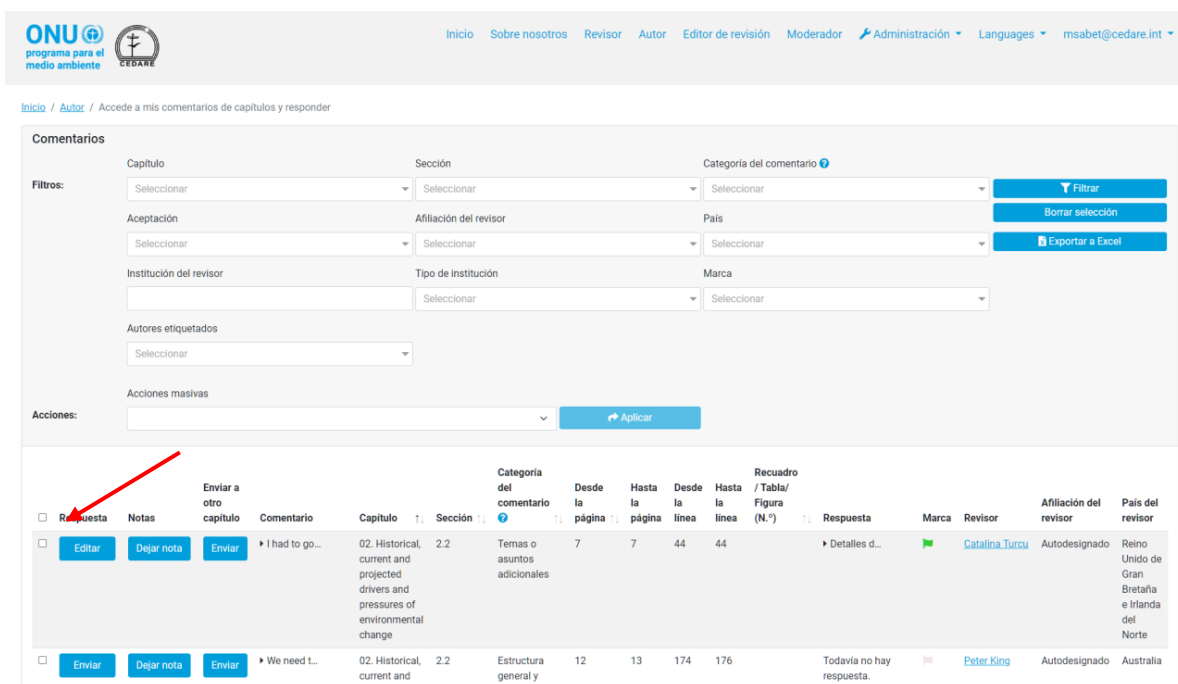 ONU
programa para el
medio ambiente
CEDARE
Inicio Sobre nosotros Revisor Autor Editor de revisión Moderador Administración Languages msabet@cedare.int
Inicio / Autor / Accede a mis comentarios de capítulos y responder
Comentarios
Capítulo Sección Categoría del comentario ?
Filtros: Seleccionar Seleccionar Seleccionar Filtrar
Borrar selección
Aceptación Afiliación del revisor País
Seleccionar Seleccionar Seleccionar Exportar a Excel
Institución del revisor Tipo de institución Marca
Seleccionar Seleccionar
Autores etiquetados
Seleccionar
Acciones masivas
Acciones: Aplicar
Respuesta Notas Enviar a otro capítulo Comentario Capítulo Sección Categoría del comentario ? Desde la página Hasta la página Desde la línea Hasta la línea Recuadro / Tabla/ Figura (N.º) Respuesta Marca Revisor Afiliación del revisor País del revisor
Editar Dejar nota Enviar I had to go... 02. Historical, 2.2 Temas o 7 7 44 44 Detalles d... Catalina Turcu Autodesignado Reino
current and asuntos Unido de
projected adicionales Gran
drivers and Bretaña
pressures of e Irlanda
environmental del
change Norte
Enviar Dejar nota Enviar We need t... 02. Historical, 2.2 Estructura 12 13 174 176 Todavía no hay Peter King Autodesignado Australia
current and general y respuesta.